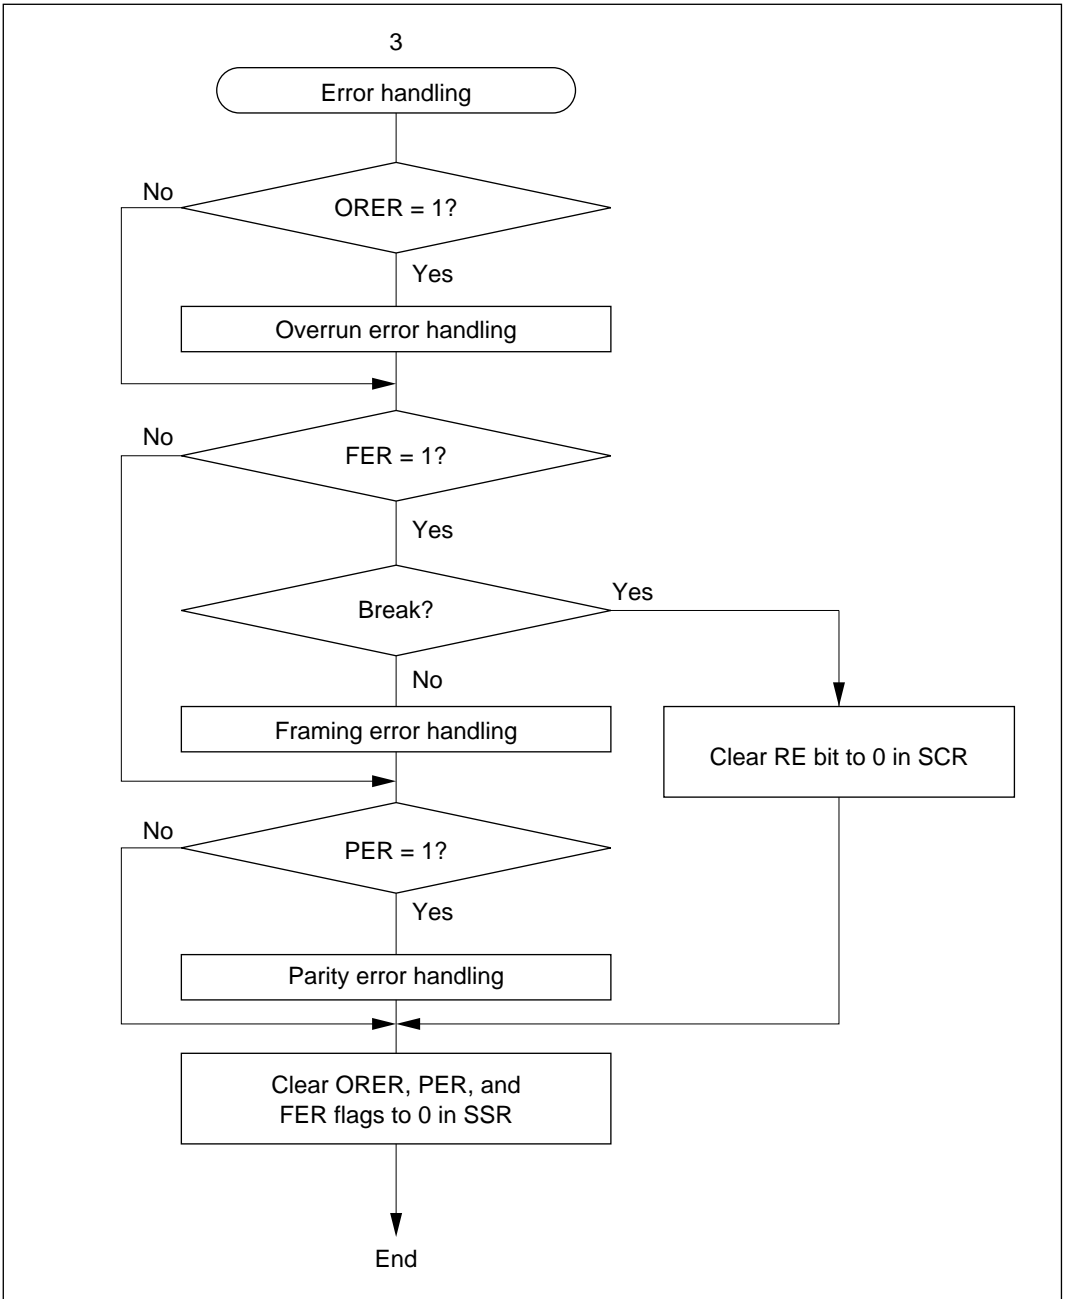 3
Error handling
No
ORER = 1?
Yes
Overrun error handling
No
FER = 1?
Yes
Break?
Yes
No
Framing error handling
Clear RE bit to 0 in SCR
No
PER = 1?
Yes
Parity error handling
Clear ORER, PER, and
FER flags to 0 in SSR
End